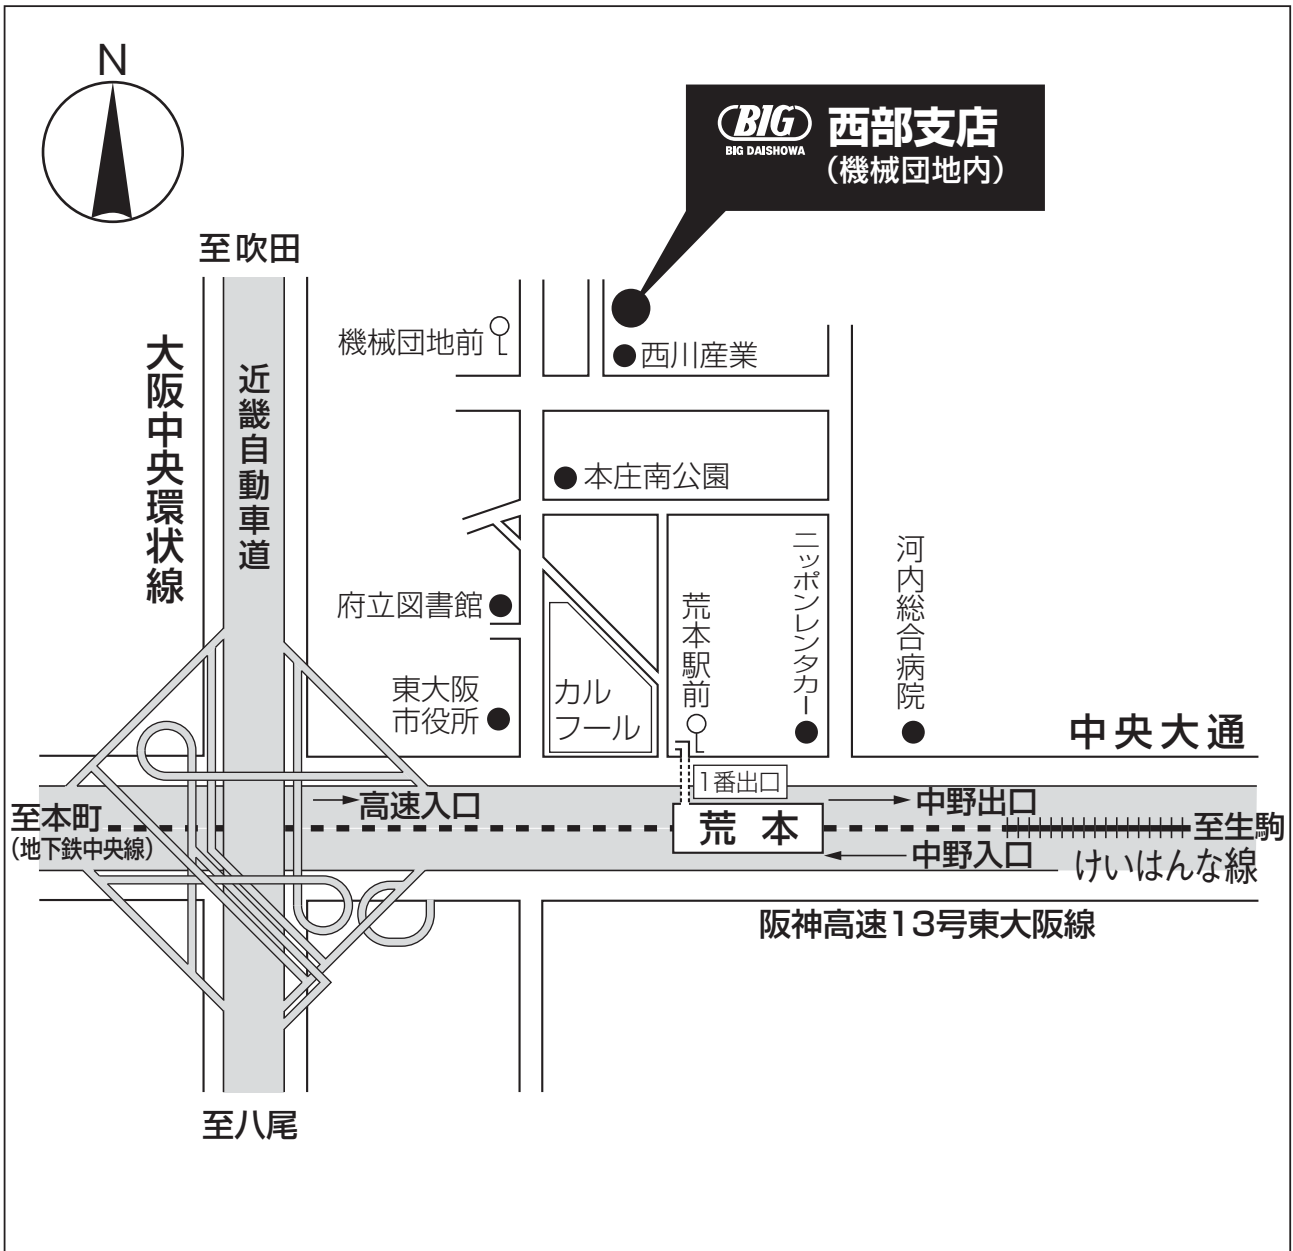 N
BIG
BIG DAISHOWA
西部支店
（機械団地内）
至吹田
大阪中央環状線
近畿自動車道
機械団地前
西川産業
本庄南公園
府立図書館
東大阪
市役所
カル
フール
荒本駅前
ニッポンレンタカー
河内総合病院
中央大通
1番出口
高速入口
中野出口
至本町
（地下鉄中央線）
荒本
至生駒
中野入口
けいはんな線
阪神高速13号東大阪線
至八尾